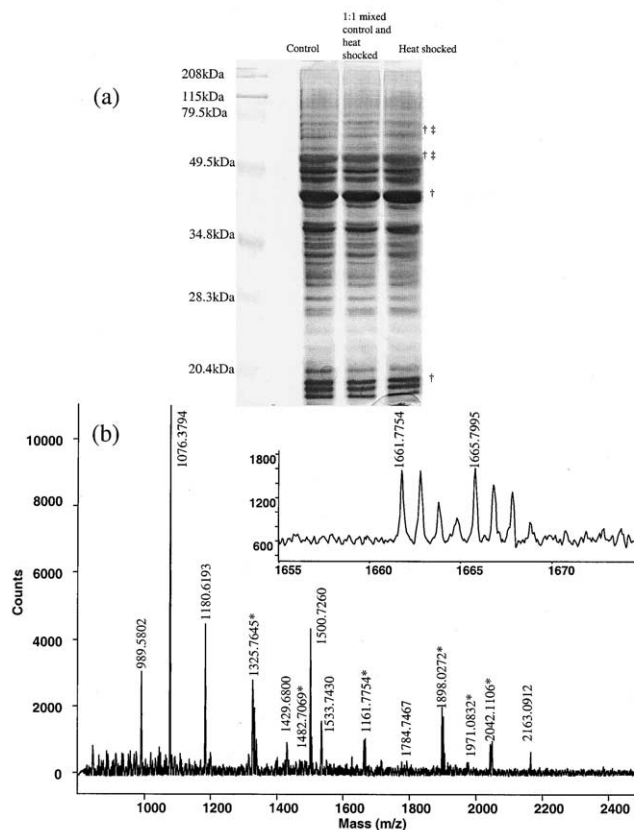 1:1 mixed
control and
heat
shocked
Control
Heat shocked
(a)
208kDa
115kDa
79.5kDa
† ‡
49.5kDa
† ‡
†
34.8kDa
28.3kDa
20.4kDa
†
(b)
10000
8000
6000
4000
2000
0
Counts
989.5802
1076.3794
1180.6193
1325.7645*
1429.6800
1482.7069*
1500.7260
1533.7430
1161.7754*
1784.7467
1898.0272*
1971.0832*
2042.1106*
2163.0912
1800
1200
600
1661.7754
1665.7995
1655 1660 1665 1670
1000 1200 1400 1600 1800 2000 2200 2400
Mass (m/z)